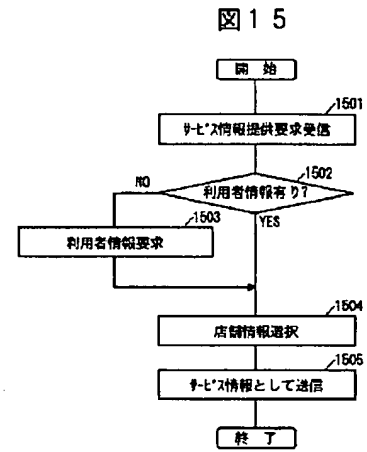 図15
開 始
1501
ｻｰﾋﾞｽ情報提供要求受信
1502
利用者情報有り?
NO
YES
1503
利用者情報要求
1504
店舗情報選択
1505
ｻｰﾋﾞｽ情報として送信
終 了